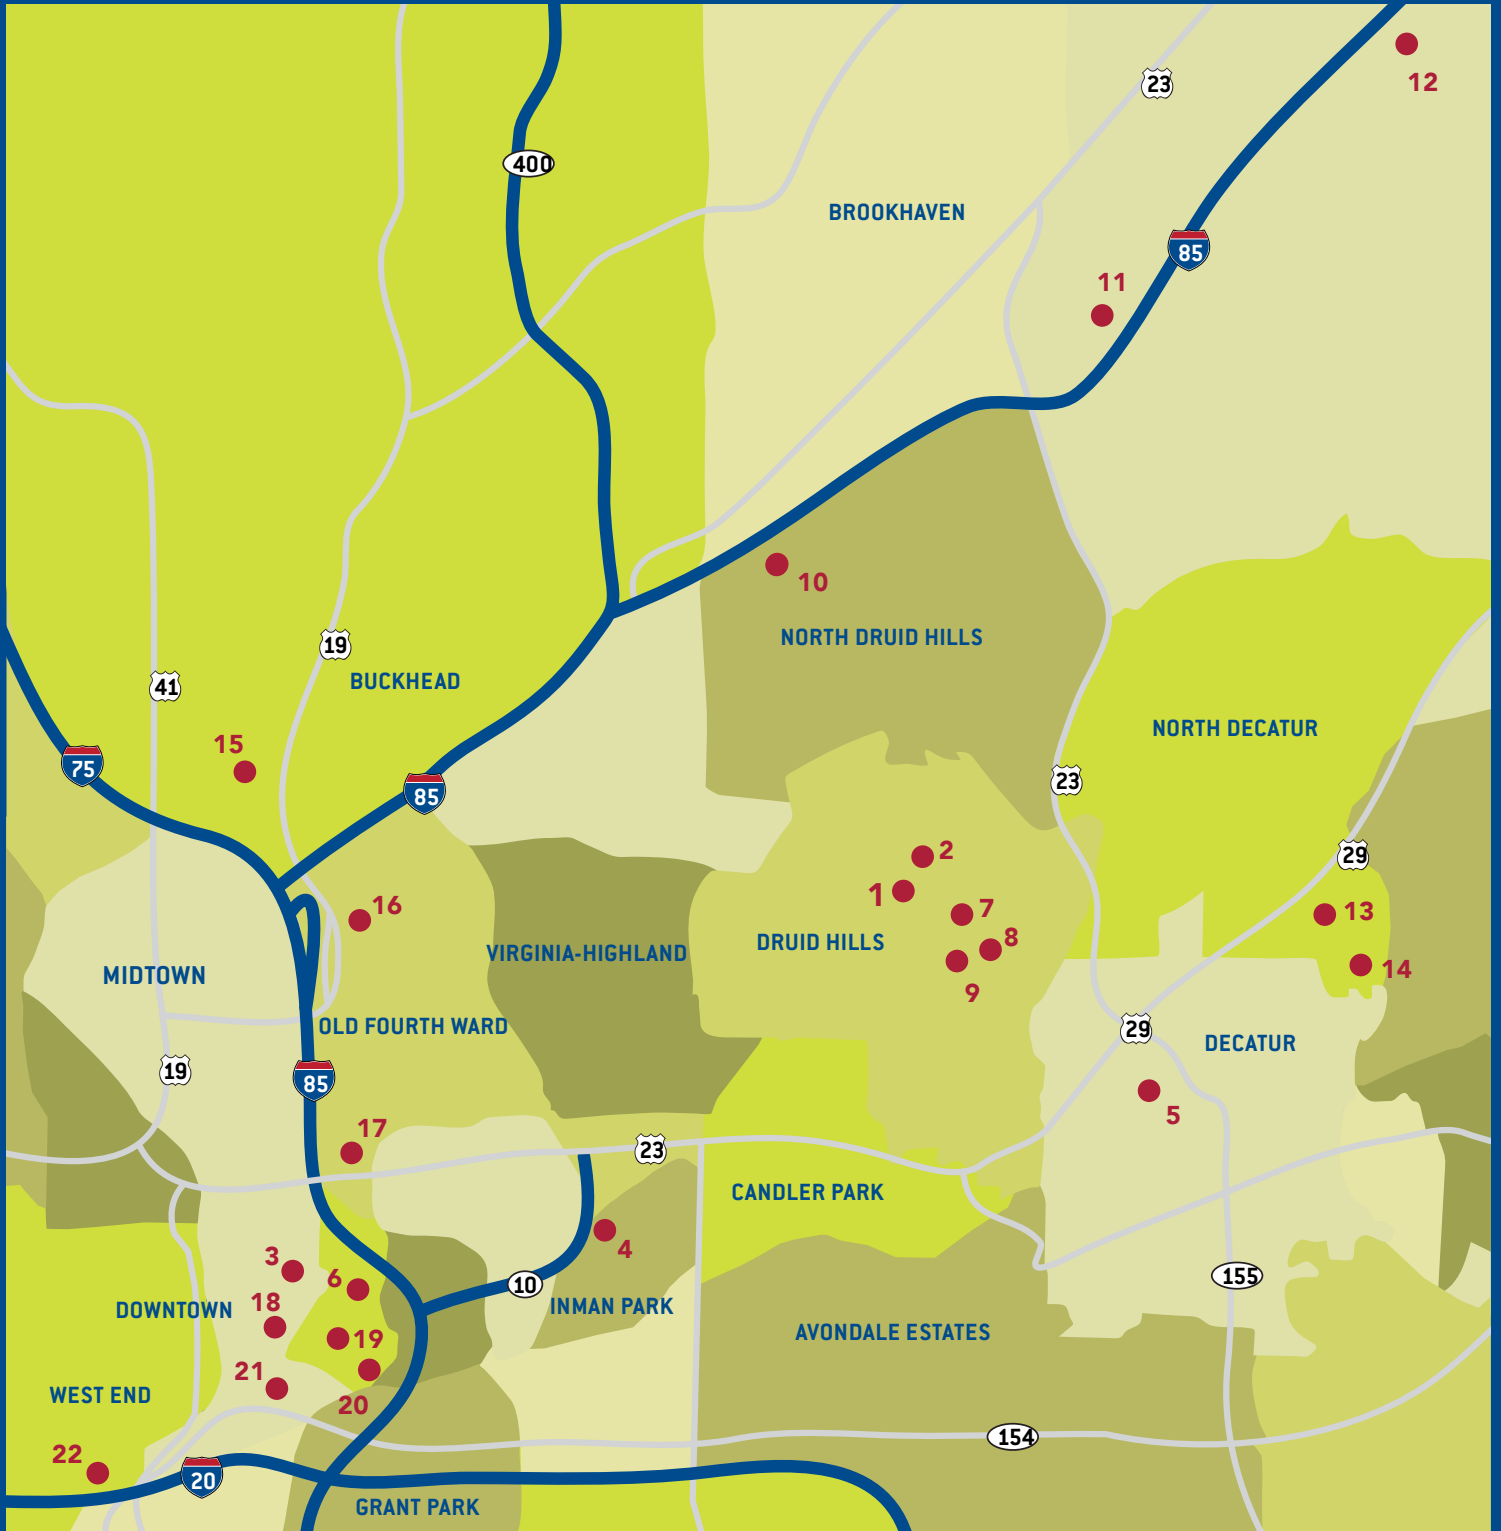 12
23
400
BROOKHAVEN
85
11
10
NORTH DRUID HILLS
19
BUCKHEAD
41
NORTH DECATUR
15
75
23
85
2
29
1
16
7
13
8
DRUID HILLS
VIRGINIA-HIGHLAND
14
MIDTOWN
9
OLD FOURTH WARD
29
DECATUR
19
85
5
17
23
CANDLER PARK
4
3
6
155
10
18
DOWNTOWN
INMAN PARK
19
AVONDALE ESTATES
21
WEST END
20
154
22
20
GRANT PARK